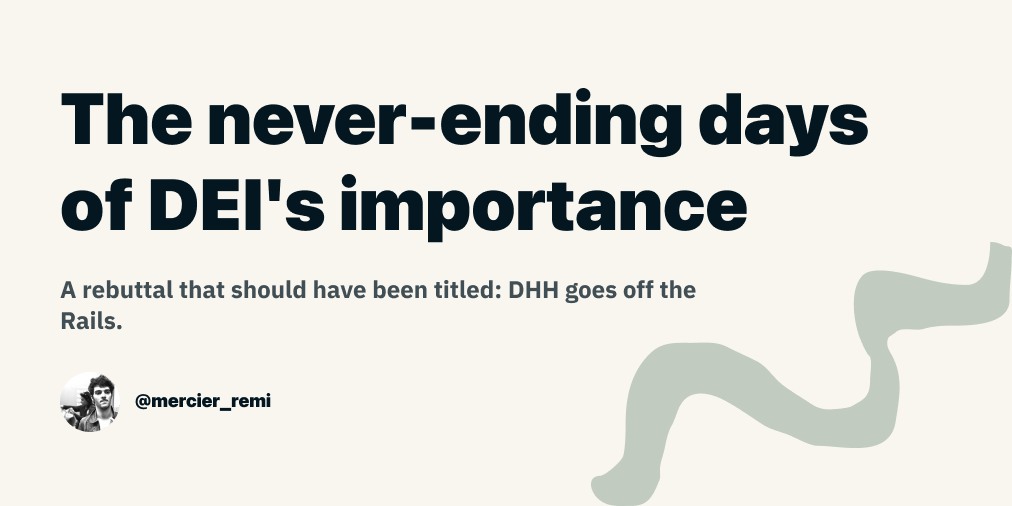 The never-ending days
of DEI's importance
A rebuttal that should have been titled: DHH goes off the
Rails.
@mercier_remi